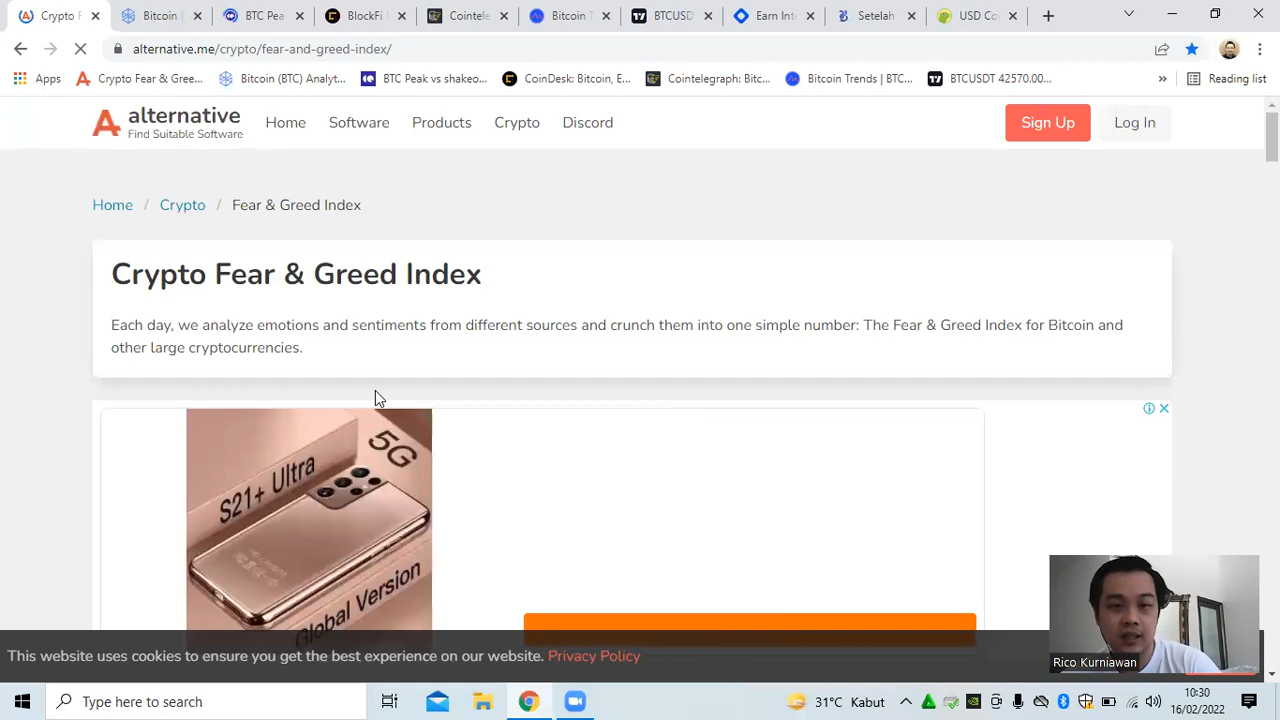 Crypto F
Bitcoin (
BTC Pea
BlockFi
Cointele
Bitcoin T
BTCUSD
Earn Int
Setelah
USD Co
alternative.me/crypto/fear-and-greed-index/
Apps
Crypto Fear & Gree...
Bitcoin (BTC) Analyt...
BTC Peak vs shakeo...
CoinDesk: Bitcoin, E...
Cointelegraph: Bitc...
Bitcoin Trends | BTC...
BTCUSDT 42570.00...
Reading list
alternative
Find Suitable Software
Home
Software
Products
Crypto
Discord
Sign Up
Log In
Home / Crypto / Fear & Greed Index
Crypto Fear & Greed Index
Each day, we analyze emotions and sentiments from different sources and crunch them into one simple number: The Fear & Greed Index for Bitcoin and
other large cryptocurrencies.
5G
S21+ Ultra
Global Version
This website uses cookies to ensure you get the best experience on our website. Privacy Policy
Rico Kurniawan
Type here to search
31°C Kabut
10:30
16/02/2022